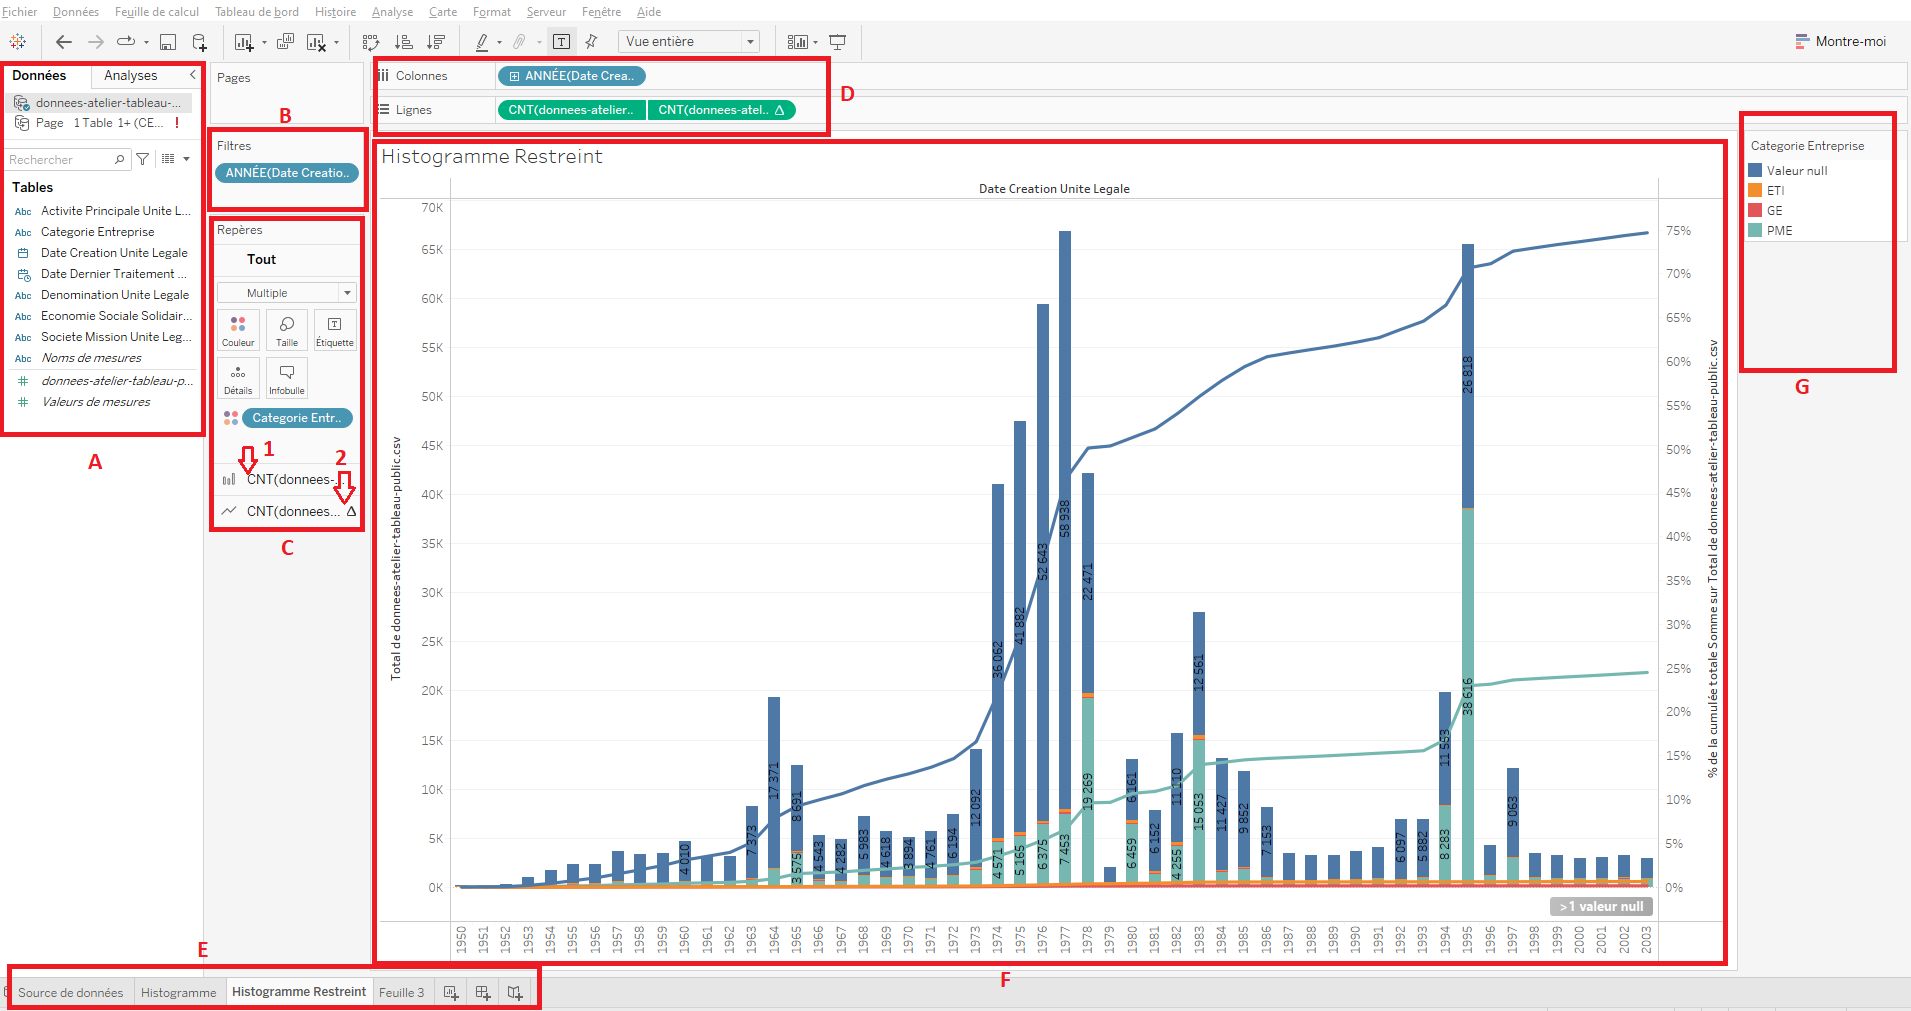 Fichier Données Feuille de calcul Tableau de bord Histoire Analyse Carte Format Serveur Fenêtre Aide
T Vue entière Montre-moi
Données Analyses
donnees-atelier-tableau-...
Page 1 Table 1+ (CE... !
Rechercher
Tables
Abc Activite Principale Unite L...
Abc Categorie Entreprise
Date Creation Unite Legale
Date Dernier Traitement ...
Abc Denomination Unite Legale
Abc Economie Sociale Solidair...
Abc Societe Mission Unite Leg...
Abc Noms de mesures
# donnees-atelier-tableau-p...
# Valeurs de mesures
A
Pages
B
Filtres
ANNÉE(Date Creatio..
Repères
Tout
Multiple
Couleur Taille Étiquette
Détails Infobulle
Categorie Entr..
1
2
CNT(donnees-...
CNT(donnees... Δ
C
Colonnes ANNÉE(Date Crea..
Lignes CNT(donnees-atelier.. CNT(donnees-atel.. Δ
D
Histogramme Restreint
Date Creation Unite Legale
Total de donnees-atelier-tableau-public.csv
70K
65K
60K
55K
50K
45K
40K
35K
30K
25K
20K
15K
10K
5K
0K
4 010
7 373
17 371
8 691
3 575
4 543
4 282
5 983
4 618
3 894
4 761
6 194
12 092
36 062
4 571
41 882
5 165
52 643
6 375
58 938
7 453
22 471
19 269
6 161
6 459
6 152
11 110
4 255
12 561
15 053
11 427
9 852
7 153
6 097
5 882
11 553
8 283
26 818
38 616
9 063
75%
70%
65%
60%
55%
50%
45%
40%
35%
30%
25%
20%
15%
10%
5%
0%
% de la cumulée totale Somme sur Total de donnees-atelier-tableau-public.csv
>1 valeur null
1950 1951 1952 1953 1954 1955 1956 1957 1958 1959 1960 1961 1962 1963 1964 1965 1966 1967 1968 1969 1970 1971 1972 1973 1974 1975 1976 1977 1978 1979 1980 1981 1982 1983 1984 1985 1986 1987 1988 1989 1990 1991 1992 1993 1994 1995 1996 1997 1998 1999 2000 2001 2002 2003
F
Categorie Entreprise
Valeur null
ETI
GE
PME
G
E
Source de données Histogramme Histogramme Restreint Feuille 3